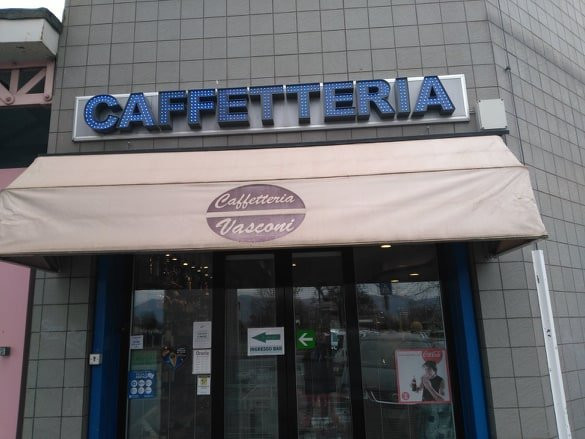 CAFFETTERIA
Caffetteria
Vasconi
INGRESSO BAR